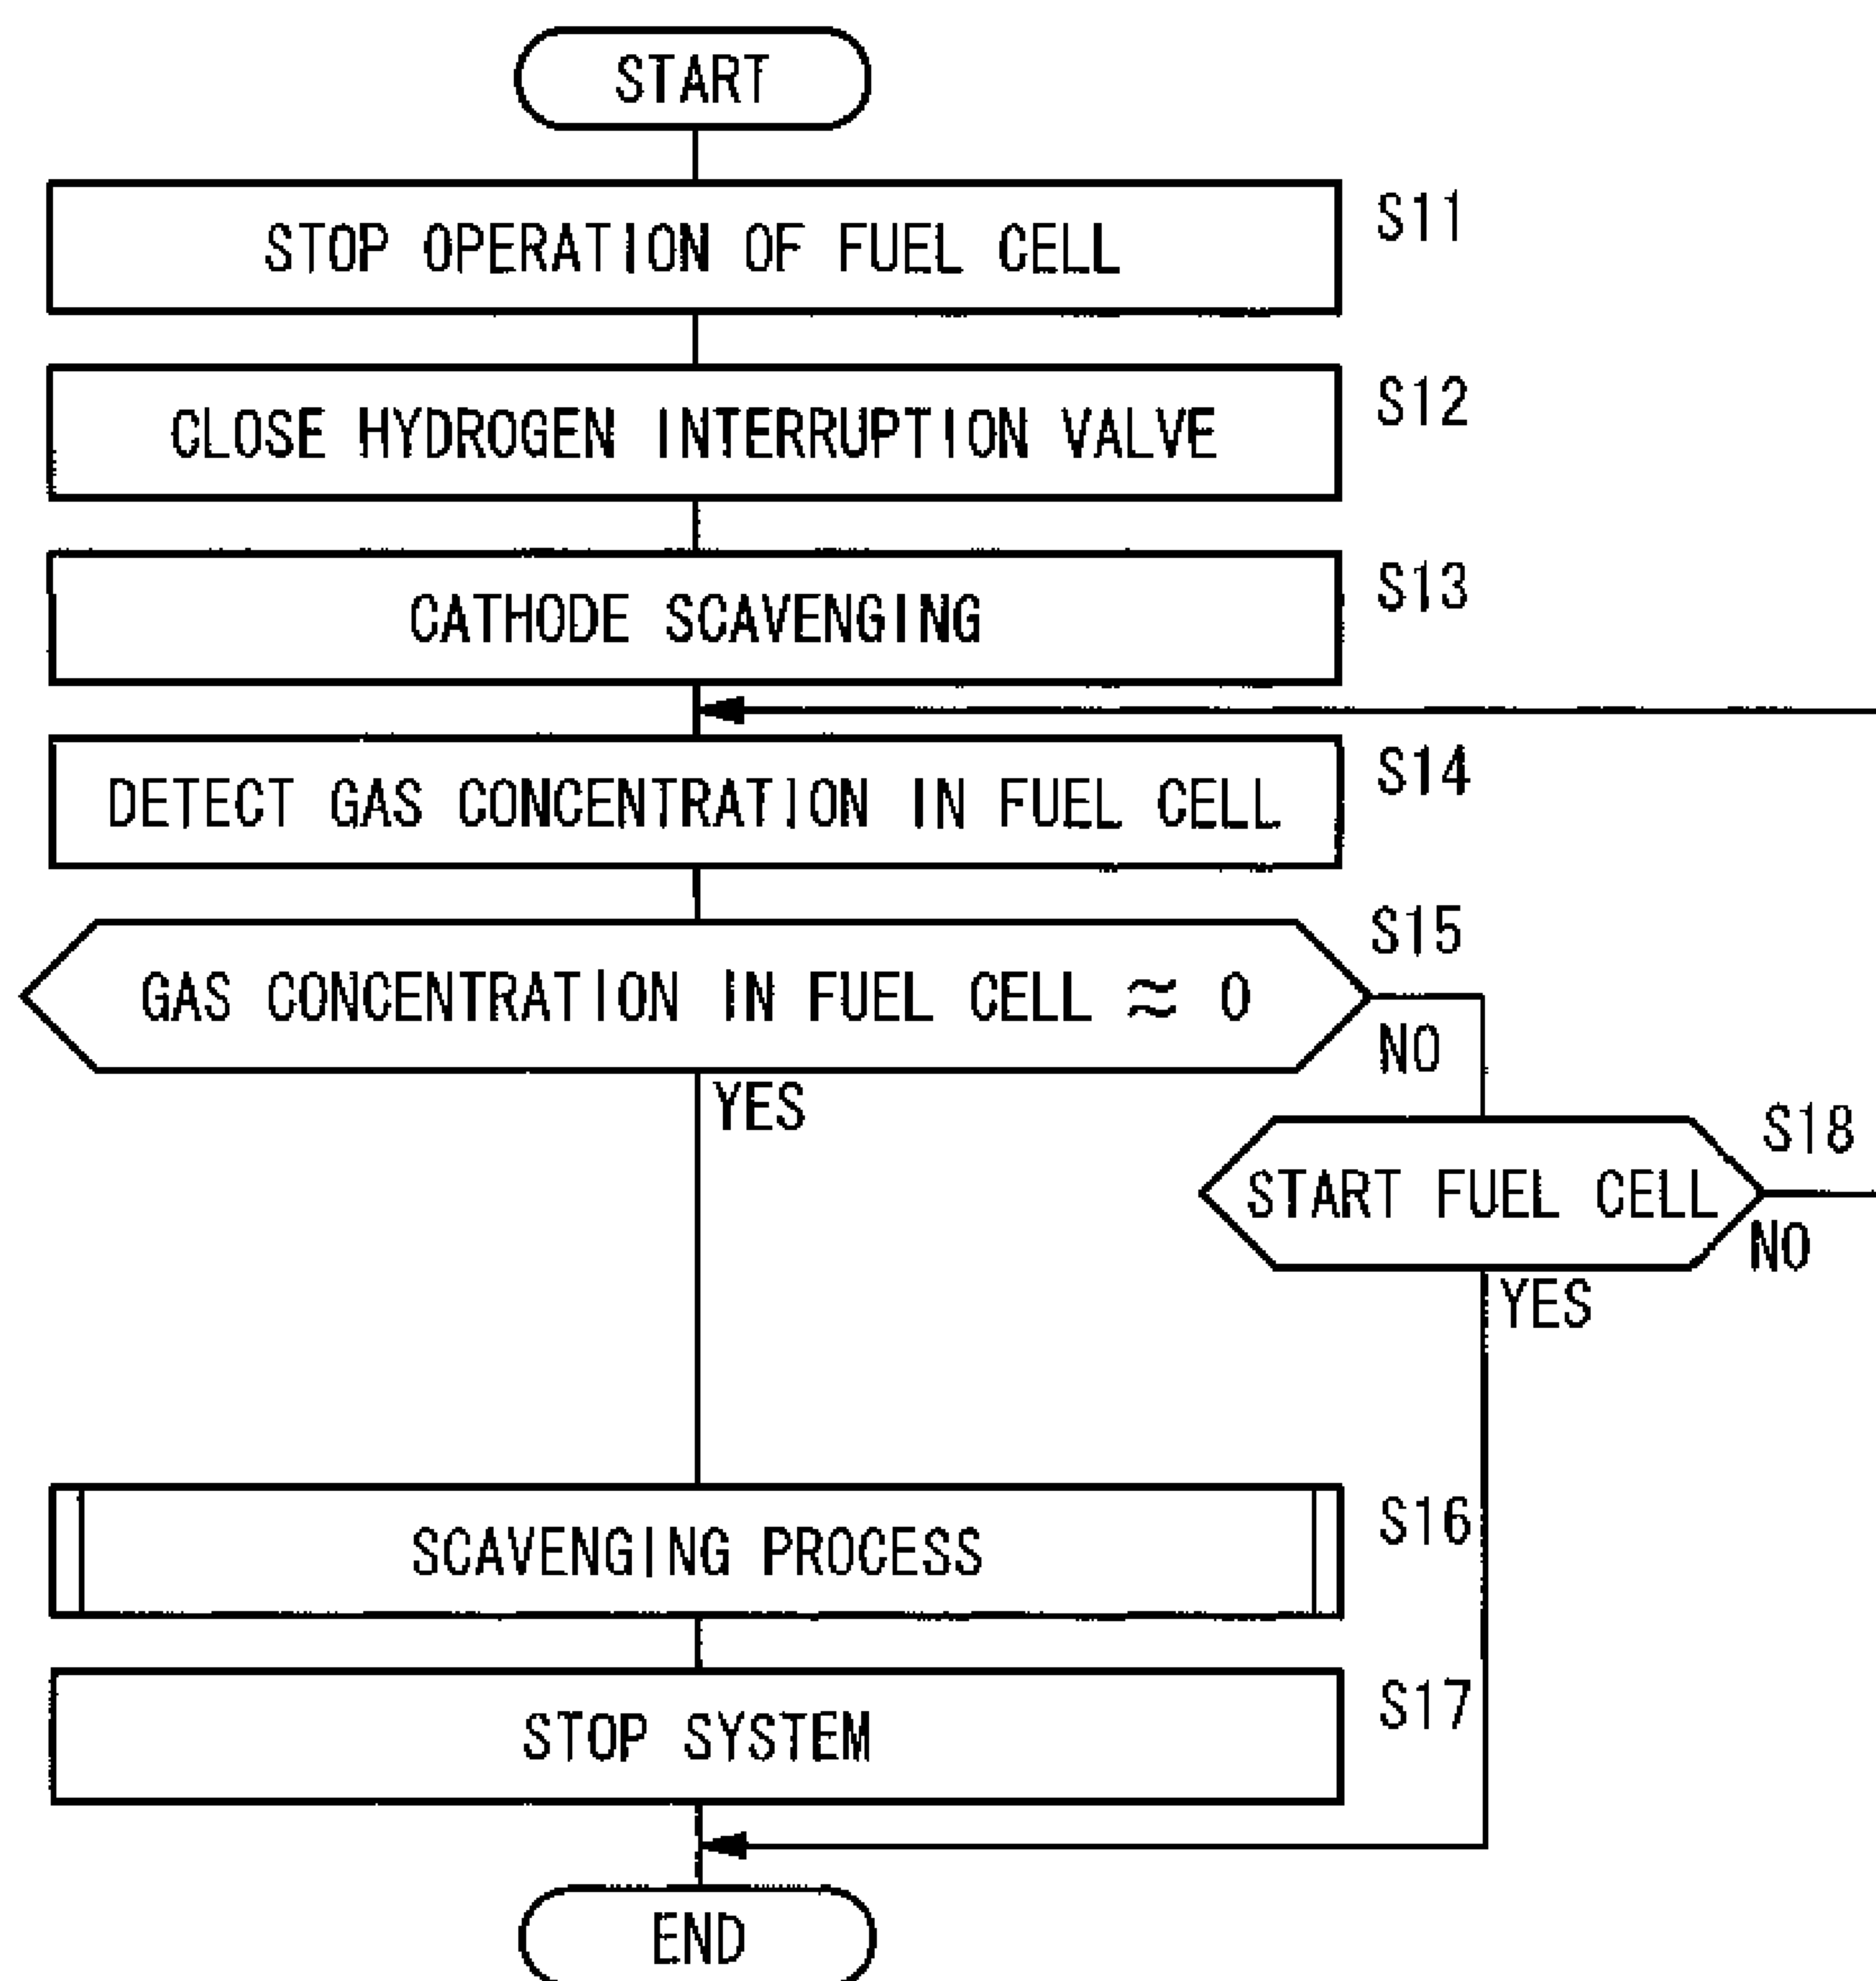 START
STOP OPERATION OF FUEL CELL
S11
CLOSE HYDROGEN INTERRUPTION VALVE
S12
CATHODE SCAVENGING
S13
DETECT GAS CONCENTRATION IN FUEL CELL
S14
GAS CONCENTRATION IN FUEL CELL ≈ 0
S15
NO
YES
START FUEL CELL
S18
NO
YES
SCAVENGING PROCESS
S16
STOP SYSTEM
S17
END